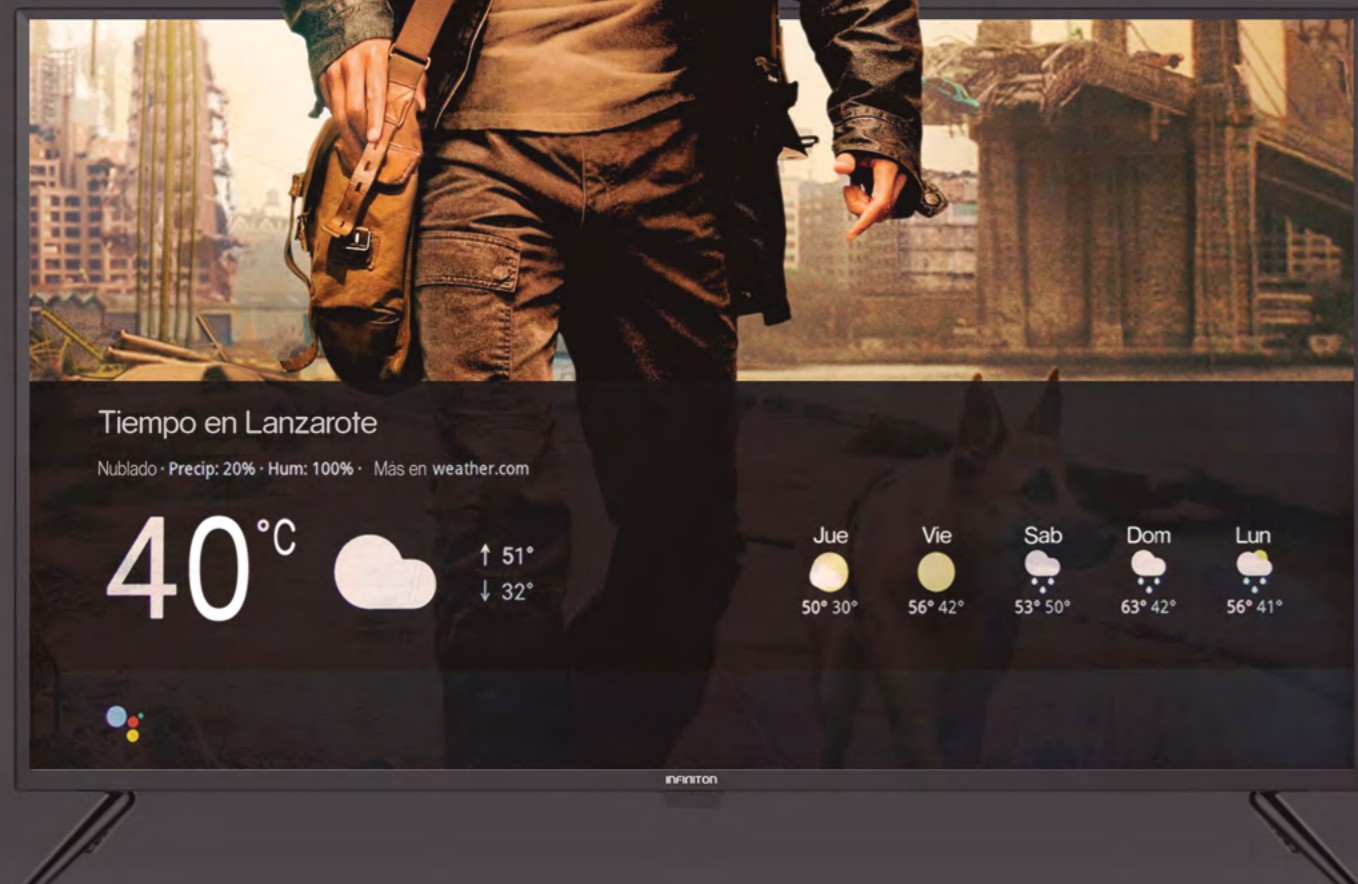 Tiempo en Lanzarote
Nublado · Precip: 20% · Hum: 100% · Más en weather.com
40°C
↑ 51°
↓ 32°
Jue Vie Sab Dom Lun
50° 30° 56° 42° 53° 50° 63° 42° 56° 41°
INFINITON